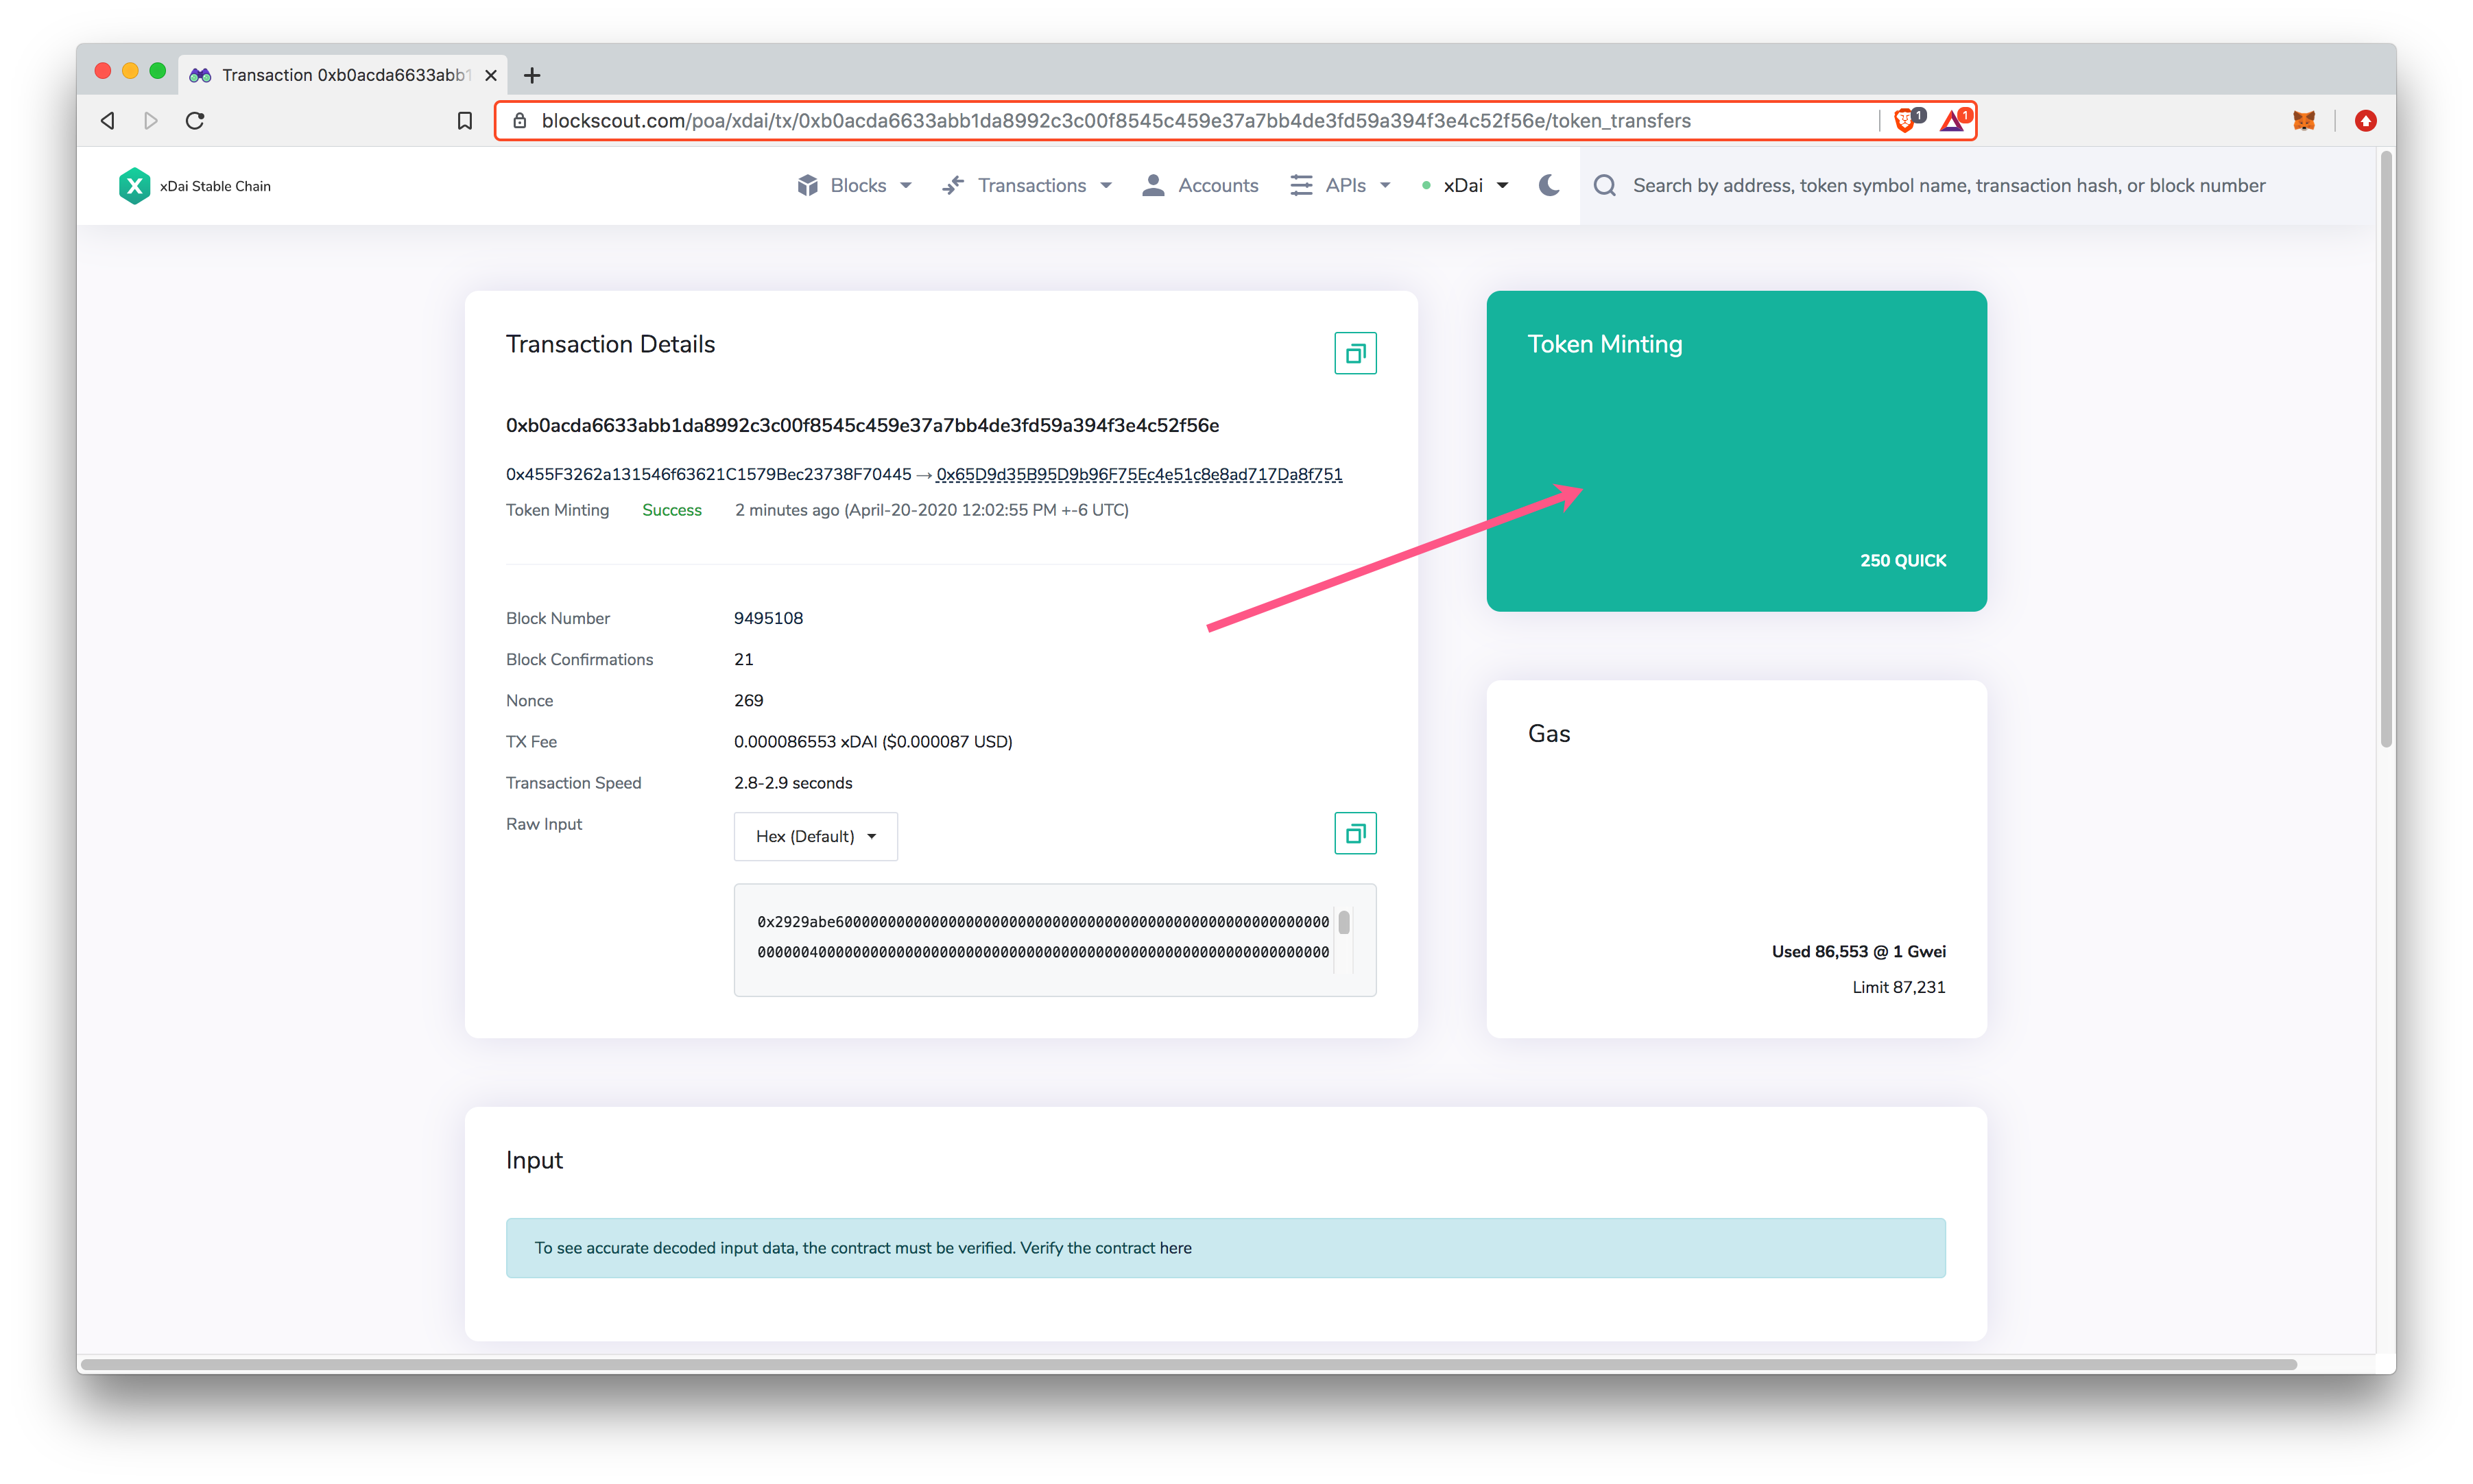 Transaction 0xb0acda6633abb1
blockscout.com/poa/xdai/tx/0xb0acda6633abb1da8992c3c00f8545c459e37a7bb4de3fd59a394f3e4c52f56e/token_transfers
1
1
X
xDai Stable Chain
Blocks
Transactions
Accounts
APIs
xDai
Search by address, token symbol name, transaction hash, or block number
Transaction Details
0xb0acda6633abb1da8992c3c00f8545c459e37a7bb4de3fd59a394f3e4c52f56e
0x455F3262a131546f63621C1579Bec23738F70445 → 0x65D9d35B95D9b96F75Ec4e51c8e8ad717Da8f751
Token Minting Success 2 minutes ago (April-20-2020 12:02:55 PM +-6 UTC)
Block Number 9495108
Block Confirmations 21
Nonce 269
TX Fee 0.000086553 xDAI ($0.000087 USD)
Transaction Speed 2.8-2.9 seconds
Raw Input Hex (Default)
0x2929abe600000000000000000000000000000000000000000000000000000000
0000004000000000000000000000000000000000000000000000000000000000
Token Minting
250 QUICK
Gas
Used 86,553 @ 1 Gwei
Limit 87,231
Input
To see accurate decoded input data, the contract must be verified. Verify the contract here